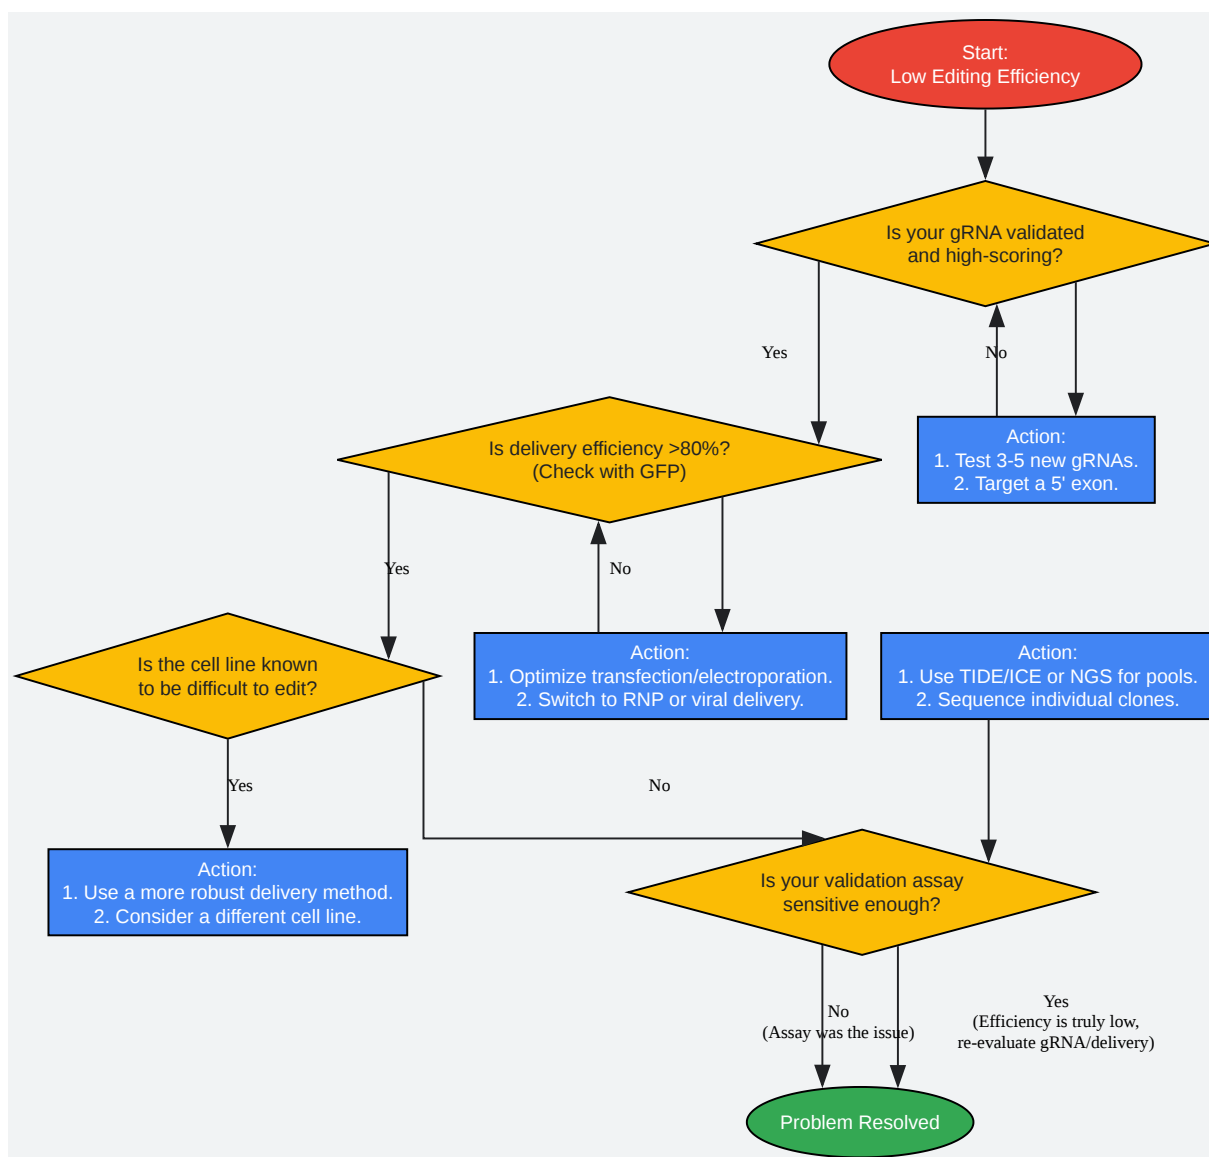 Start:
Low Editing Efficiency
Is your gRNA validated
and high-scoring?
Yes
No
Is delivery efficiency >80%?
(Check with GFP)
Action:
1. Test 3-5 new gRNAs.
2. Target a 5' exon.
Yes
No
Is the cell line known
to be difficult to edit?
Action:
1. Optimize transfection/electroporation.
2. Switch to RNP or viral delivery.
Action:
1. Use TIDE/ICE or NGS for pools.
2. Sequence individual clones.
Yes
No
Action:
1. Use a more robust delivery method.
2. Consider a different cell line.
Is your validation assay
sensitive enough?
No
(Assay was the issue)
Yes
(Efficiency is truly low,
re-evaluate gRNA/delivery)
Problem Resolved